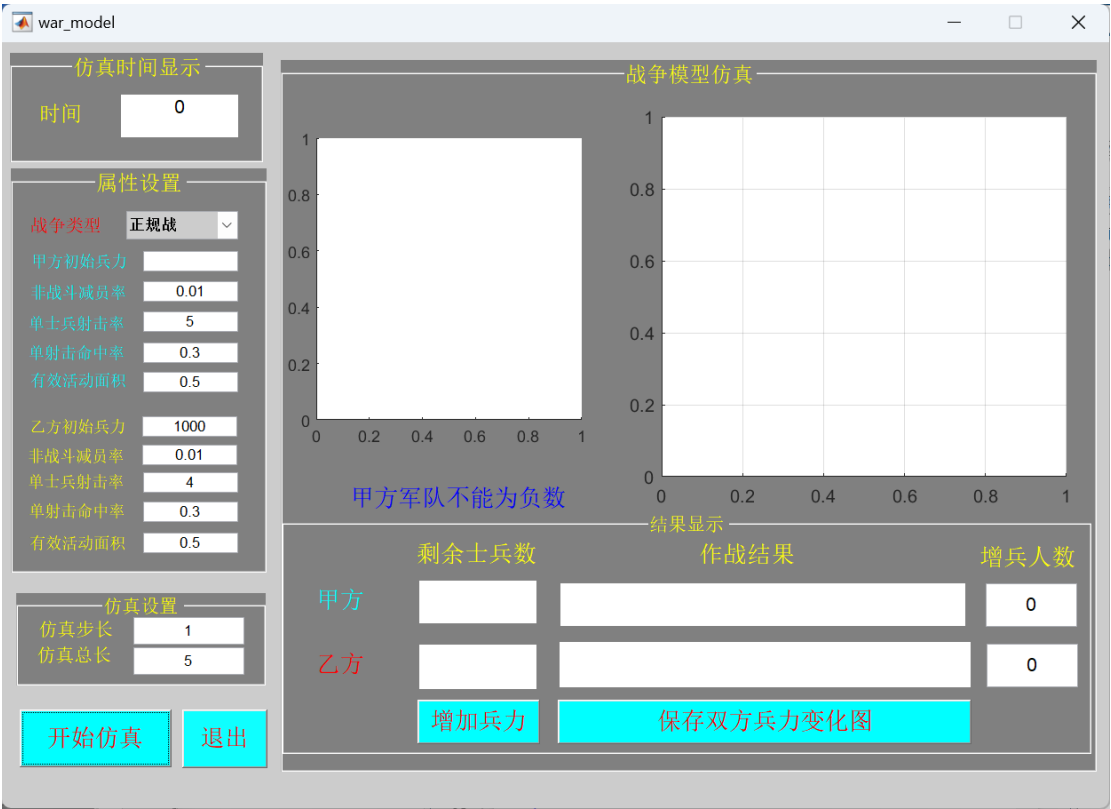 war_model
仿真时间显示
时间
0
属性设置
战争类型
正规战
甲方初始兵力
非战斗减员率
0.01
单士兵射击率
5
单射击命中率
0.3
有效活动面积
0.5
乙方初始兵力
1000
非战斗减员率
0.01
单士兵射击率
4
单射击命中率
0.3
有效活动面积
0.5
仿真设置
仿真步长
1
仿真总长
5
开始仿真
退出
战争模型仿真
1
0.8
0.6
0.4
0.2
0
0 0.2 0.4 0.6 0.8 1
甲方军队不能为负数
1
0.8
0.6
0.4
0.2
0
0 0.2 0.4 0.6 0.8 1
结果显示
剩余士兵数 作战结果 增兵人数
甲方
0
乙方
0
增加兵力
保存双方兵力变化图